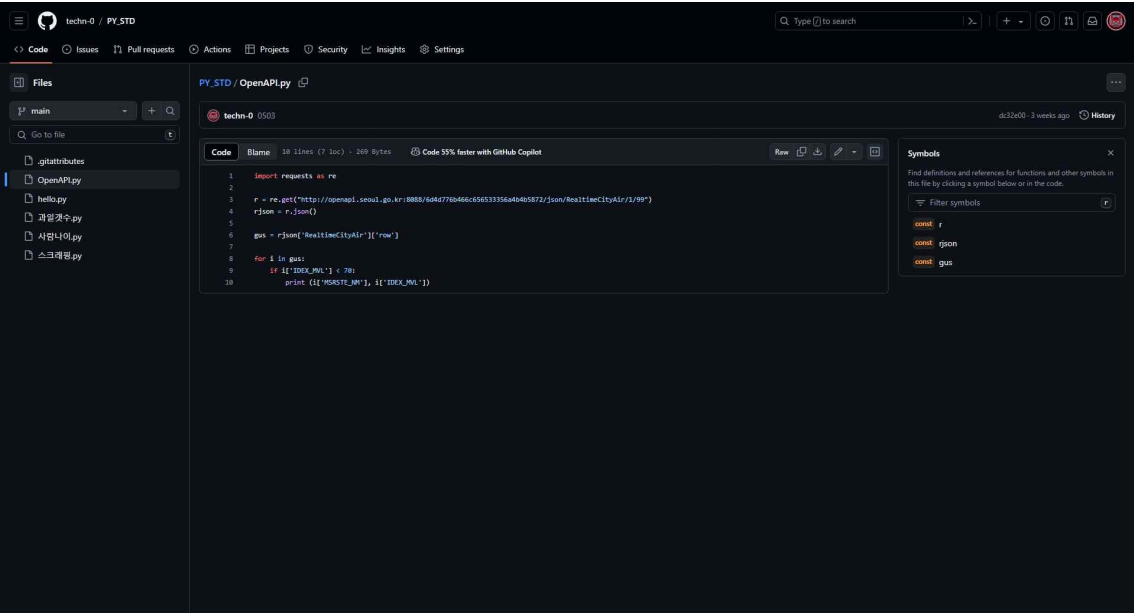 techn-0 / PY_STD
Type / to search
Code Issues Pull requests Actions Projects Security Insights Settings
Files
main
Go to file t
.gitattributes
OpenAPI.py
hello.py
과일갯수.py
사람나이.py
스크래핑.py
PY_STD / OpenAPI.py
techn-0 0503
dc32e00 · 3 weeks ago History
Code Blame 10 lines (7 loc) · 269 Bytes Code 55% faster with GitHub Copilot
Raw
1 import requests as re
2
3 r = re.get("http://openapi.seoul.go.kr:8088/6d4d776b466c656533356a4b4b5872/json/RealtimeCityAir/1/99")
4 rjson = r.json()
5
6 gus = rjson['RealtimeCityAir']['row']
7
8 for i in gus:
9 if i['IDEX_MVL'] < 70:
10 print (i['MSRSTE_NM'], i['IDEX_MVL'])
Symbols
Find definitions and references for functions and other symbols in
this file by clicking a symbol below or in the code.
Filter symbols r
const r
const rjson
const gus